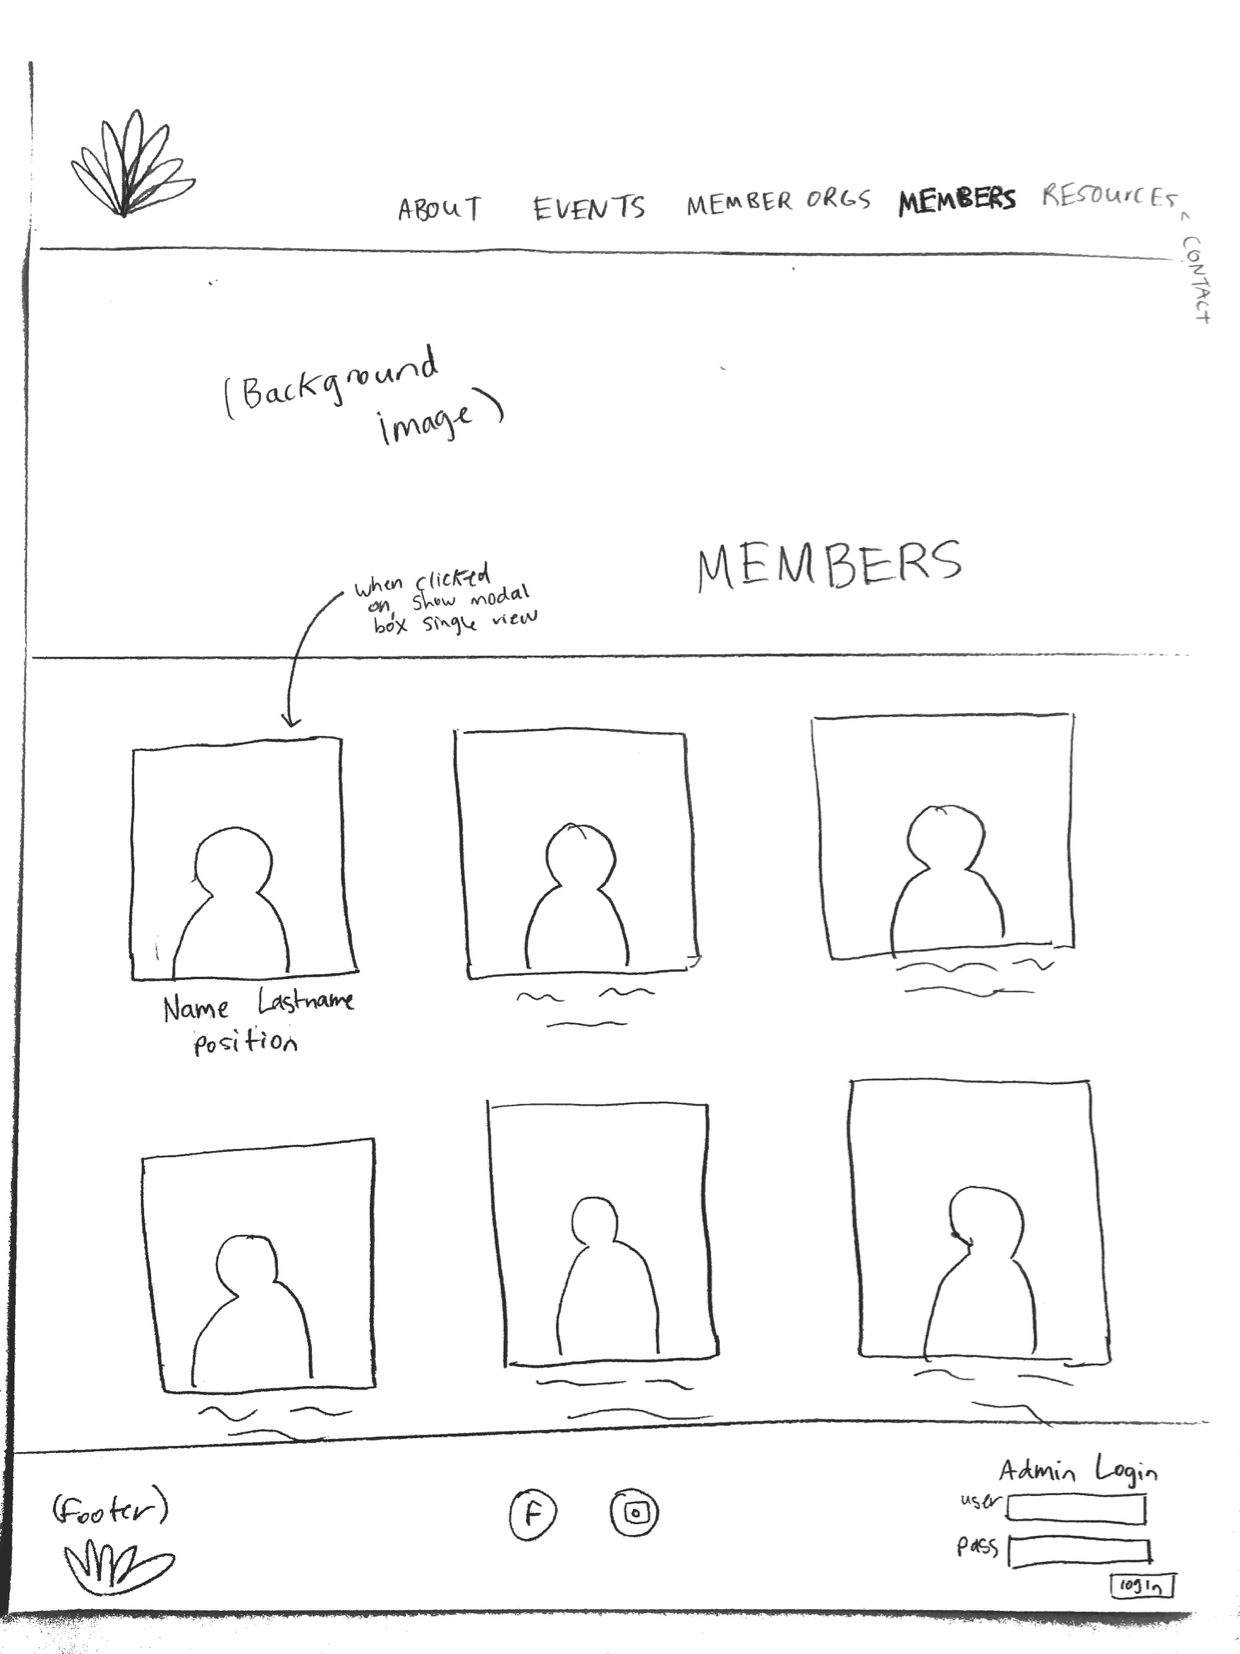 ABOUT EVENTS MEMBER ORGS MEMBERS RESOURCES ^ CONTACT
(Background
image)
MEMBERS
when clicked
on, show modal
box single view
Name Lastname
position
(Footer)
F
Admin Login
user
pass
login